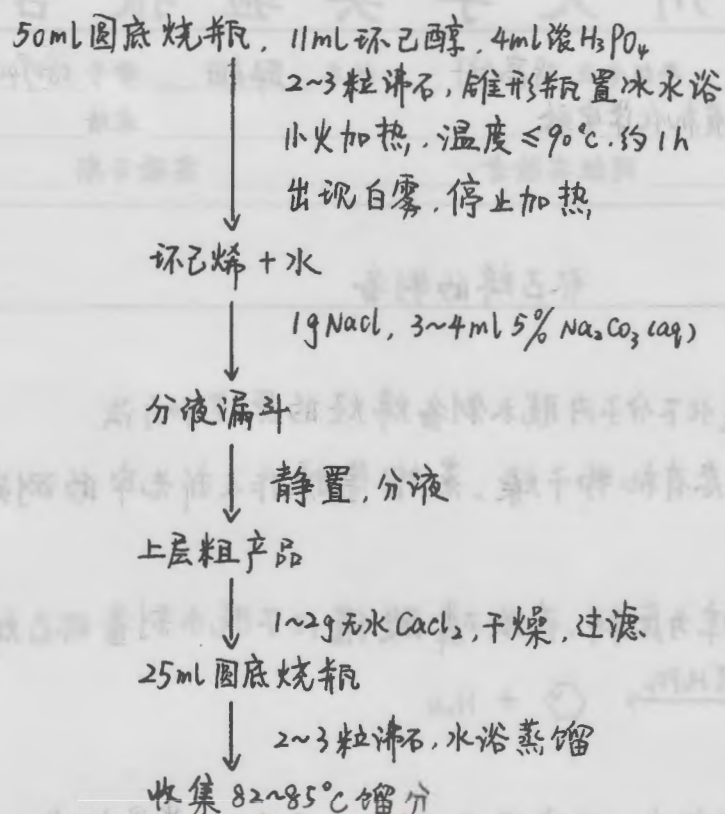 50ml圆底烧瓶, 11ml环己醇, 4ml浓H₃PO₄
2~3粒沸石, 锥形瓶置冰水浴
小火加热, 温度≤90°C. 约1h
出现白雾, 停止加热
环己烯+水
1gNacl, 3~4ml 5% Na₂CO₃(aq)
分液漏斗
静置, 分液
上层粗产品
1~2g无水CaCl₂, 干燥, 过滤.
25ml圆底烧瓶
2~3粒沸石, 水浴蒸馏
收集82~85°C馏分